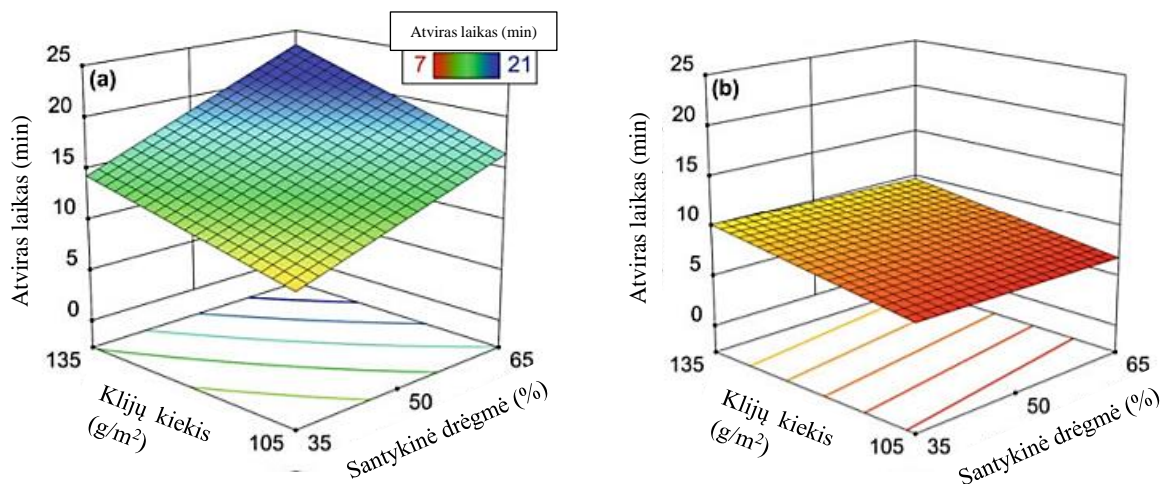 Atviras laikas (min)
7 21
(a)
25
20
15
10
5
0
Atviras laikas (min)
135
105
Klijų kiekis
(g/m²)
35
50
65
Santykinė drėgmė (%)
(b)
25
20
15
10
5
0
Atviras laikas (min)
135
105
Klijų kiekis
(g/m²)
35
50
65
Santykinė drėgmė (%)